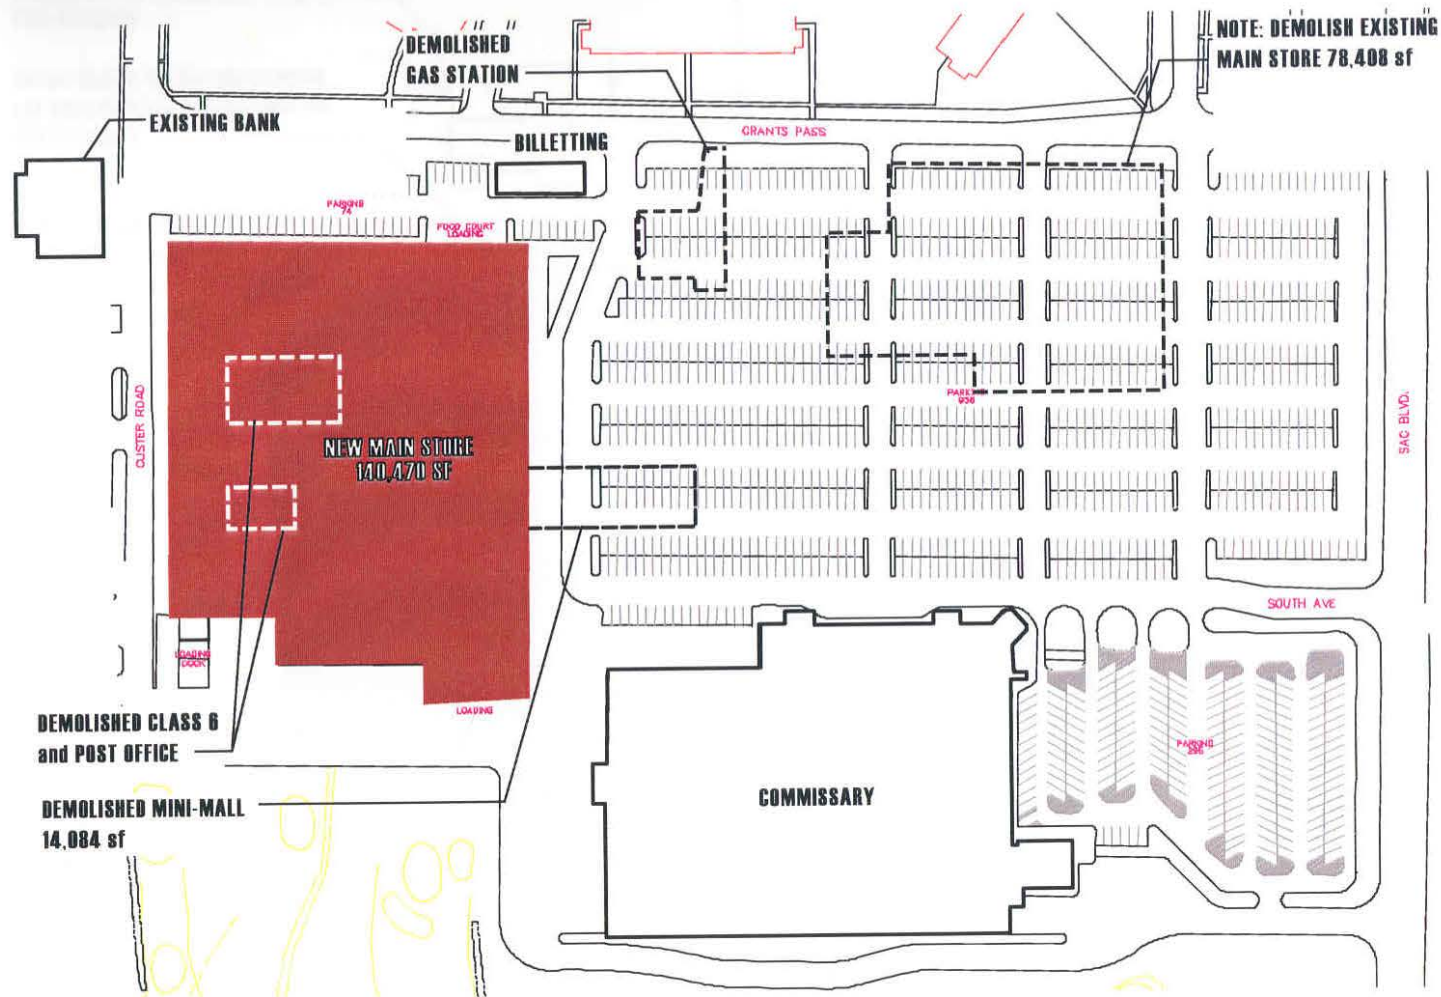 NOTE: DEMOLISH EXISTING
MAIN STORE 78,408 sf
DEMOLISHED
GAS STATION
EXISTING BANK
BILLETTING
GRANTS PASS
PARKING
74
FOOD COURT
LOADING
CUSTER ROAD
SAC BLVD.
NEW MAIN STORE
140,470 SF
936
SOUTH AVE
LOADING
DOCK
LOADING
DEMOLISHED CLASS 6
and POST OFFICE
PARKING
COMMISSARY
DEMOLISHED MINI-MALL
14,084 sf